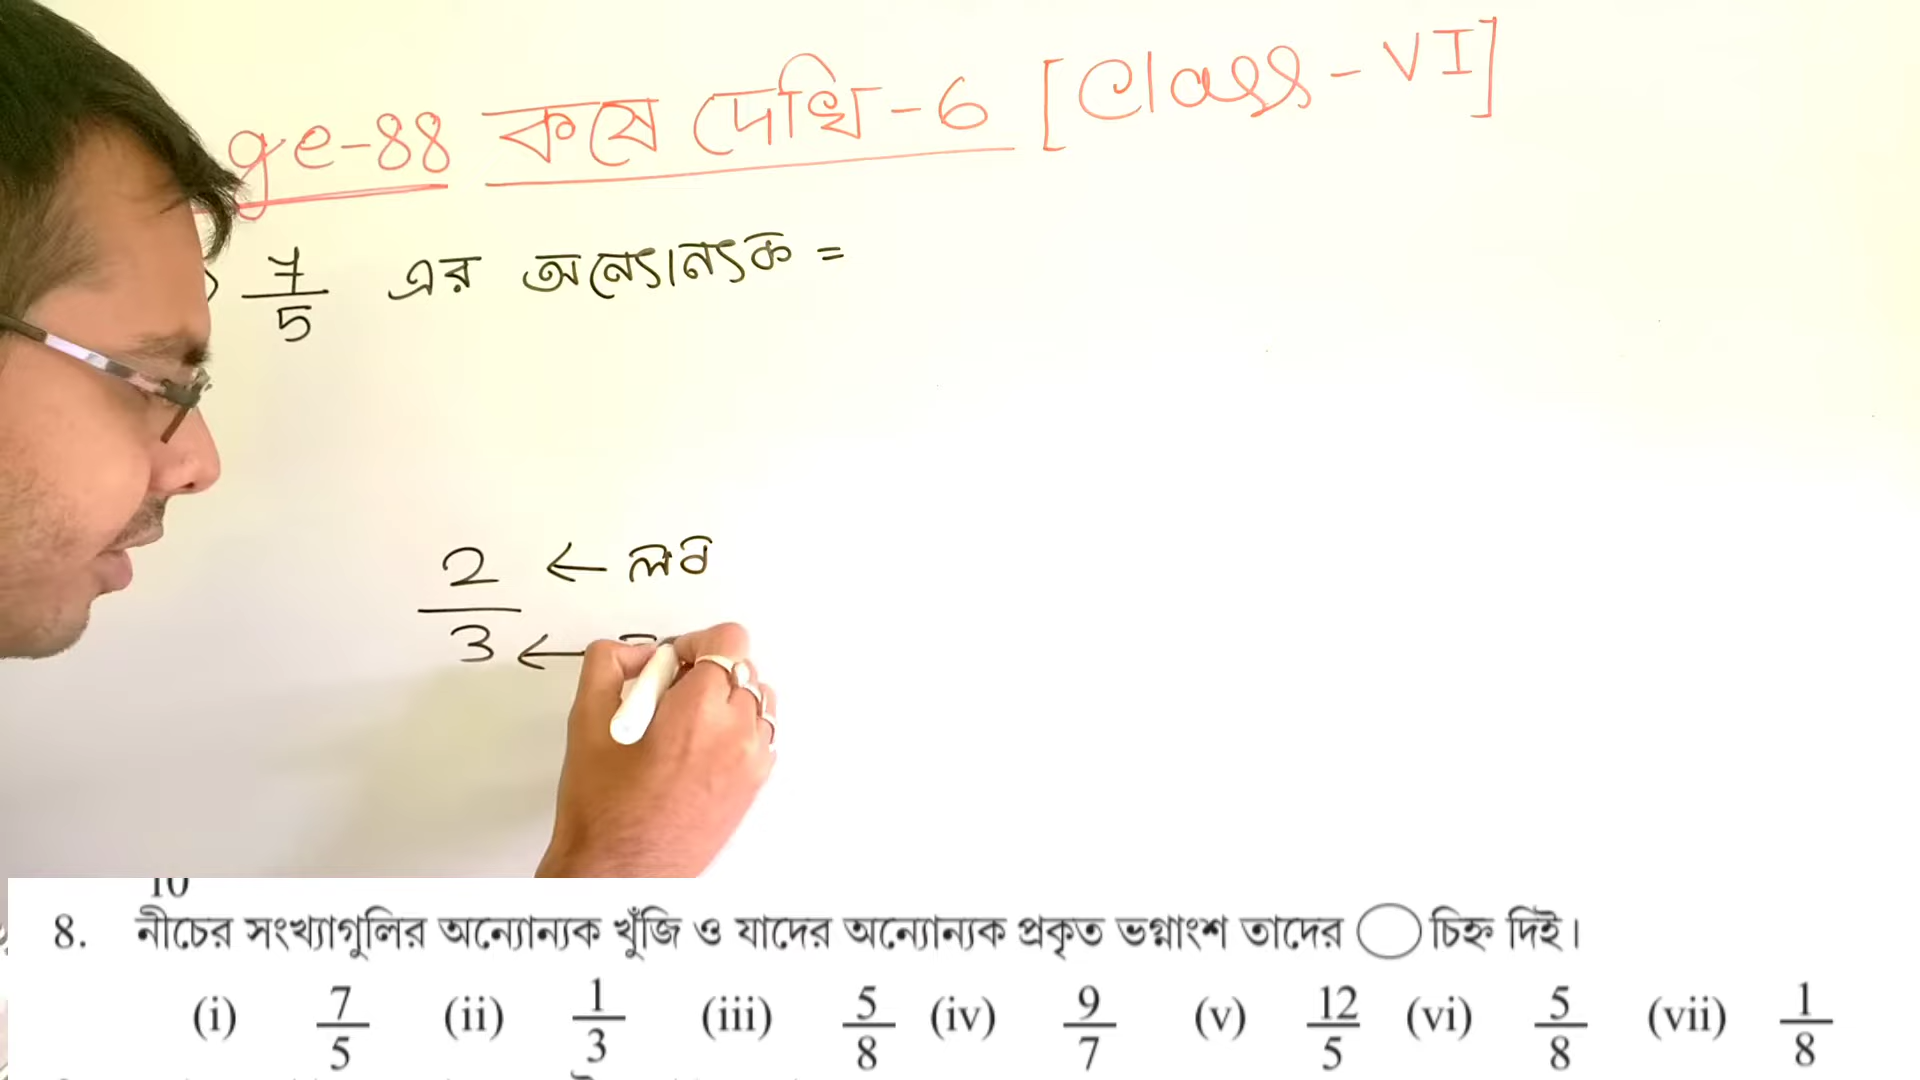 ge-88 কষে দেখি-6 [Class-VI]
7/5 এর অন্যোন্যক =
2 ← লব
3 ←
10
8. নীচের সংখ্যাগুলির অন্যোন্যক খুঁজি ও যাদের অন্যোন্যক প্রকৃত ভগ্নাংশ তাদের ◯ চিহ্ন দিই।
(i) 7/5 (ii) 1/3 (iii) 5/8 (iv) 9/7 (v) 12/5 (vi) 5/8 (vii) 1/8